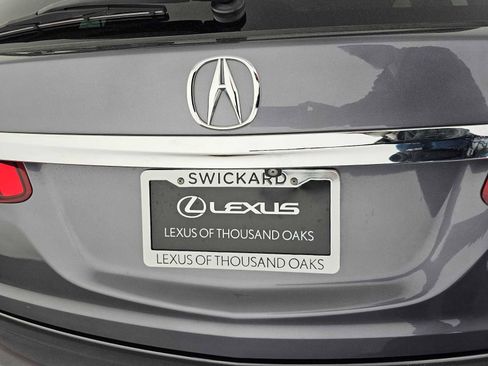 SWICKARD
LEXUS
LEXUS OF THOUSAND OAKS
LEXUS OF THOUSAND OAKS